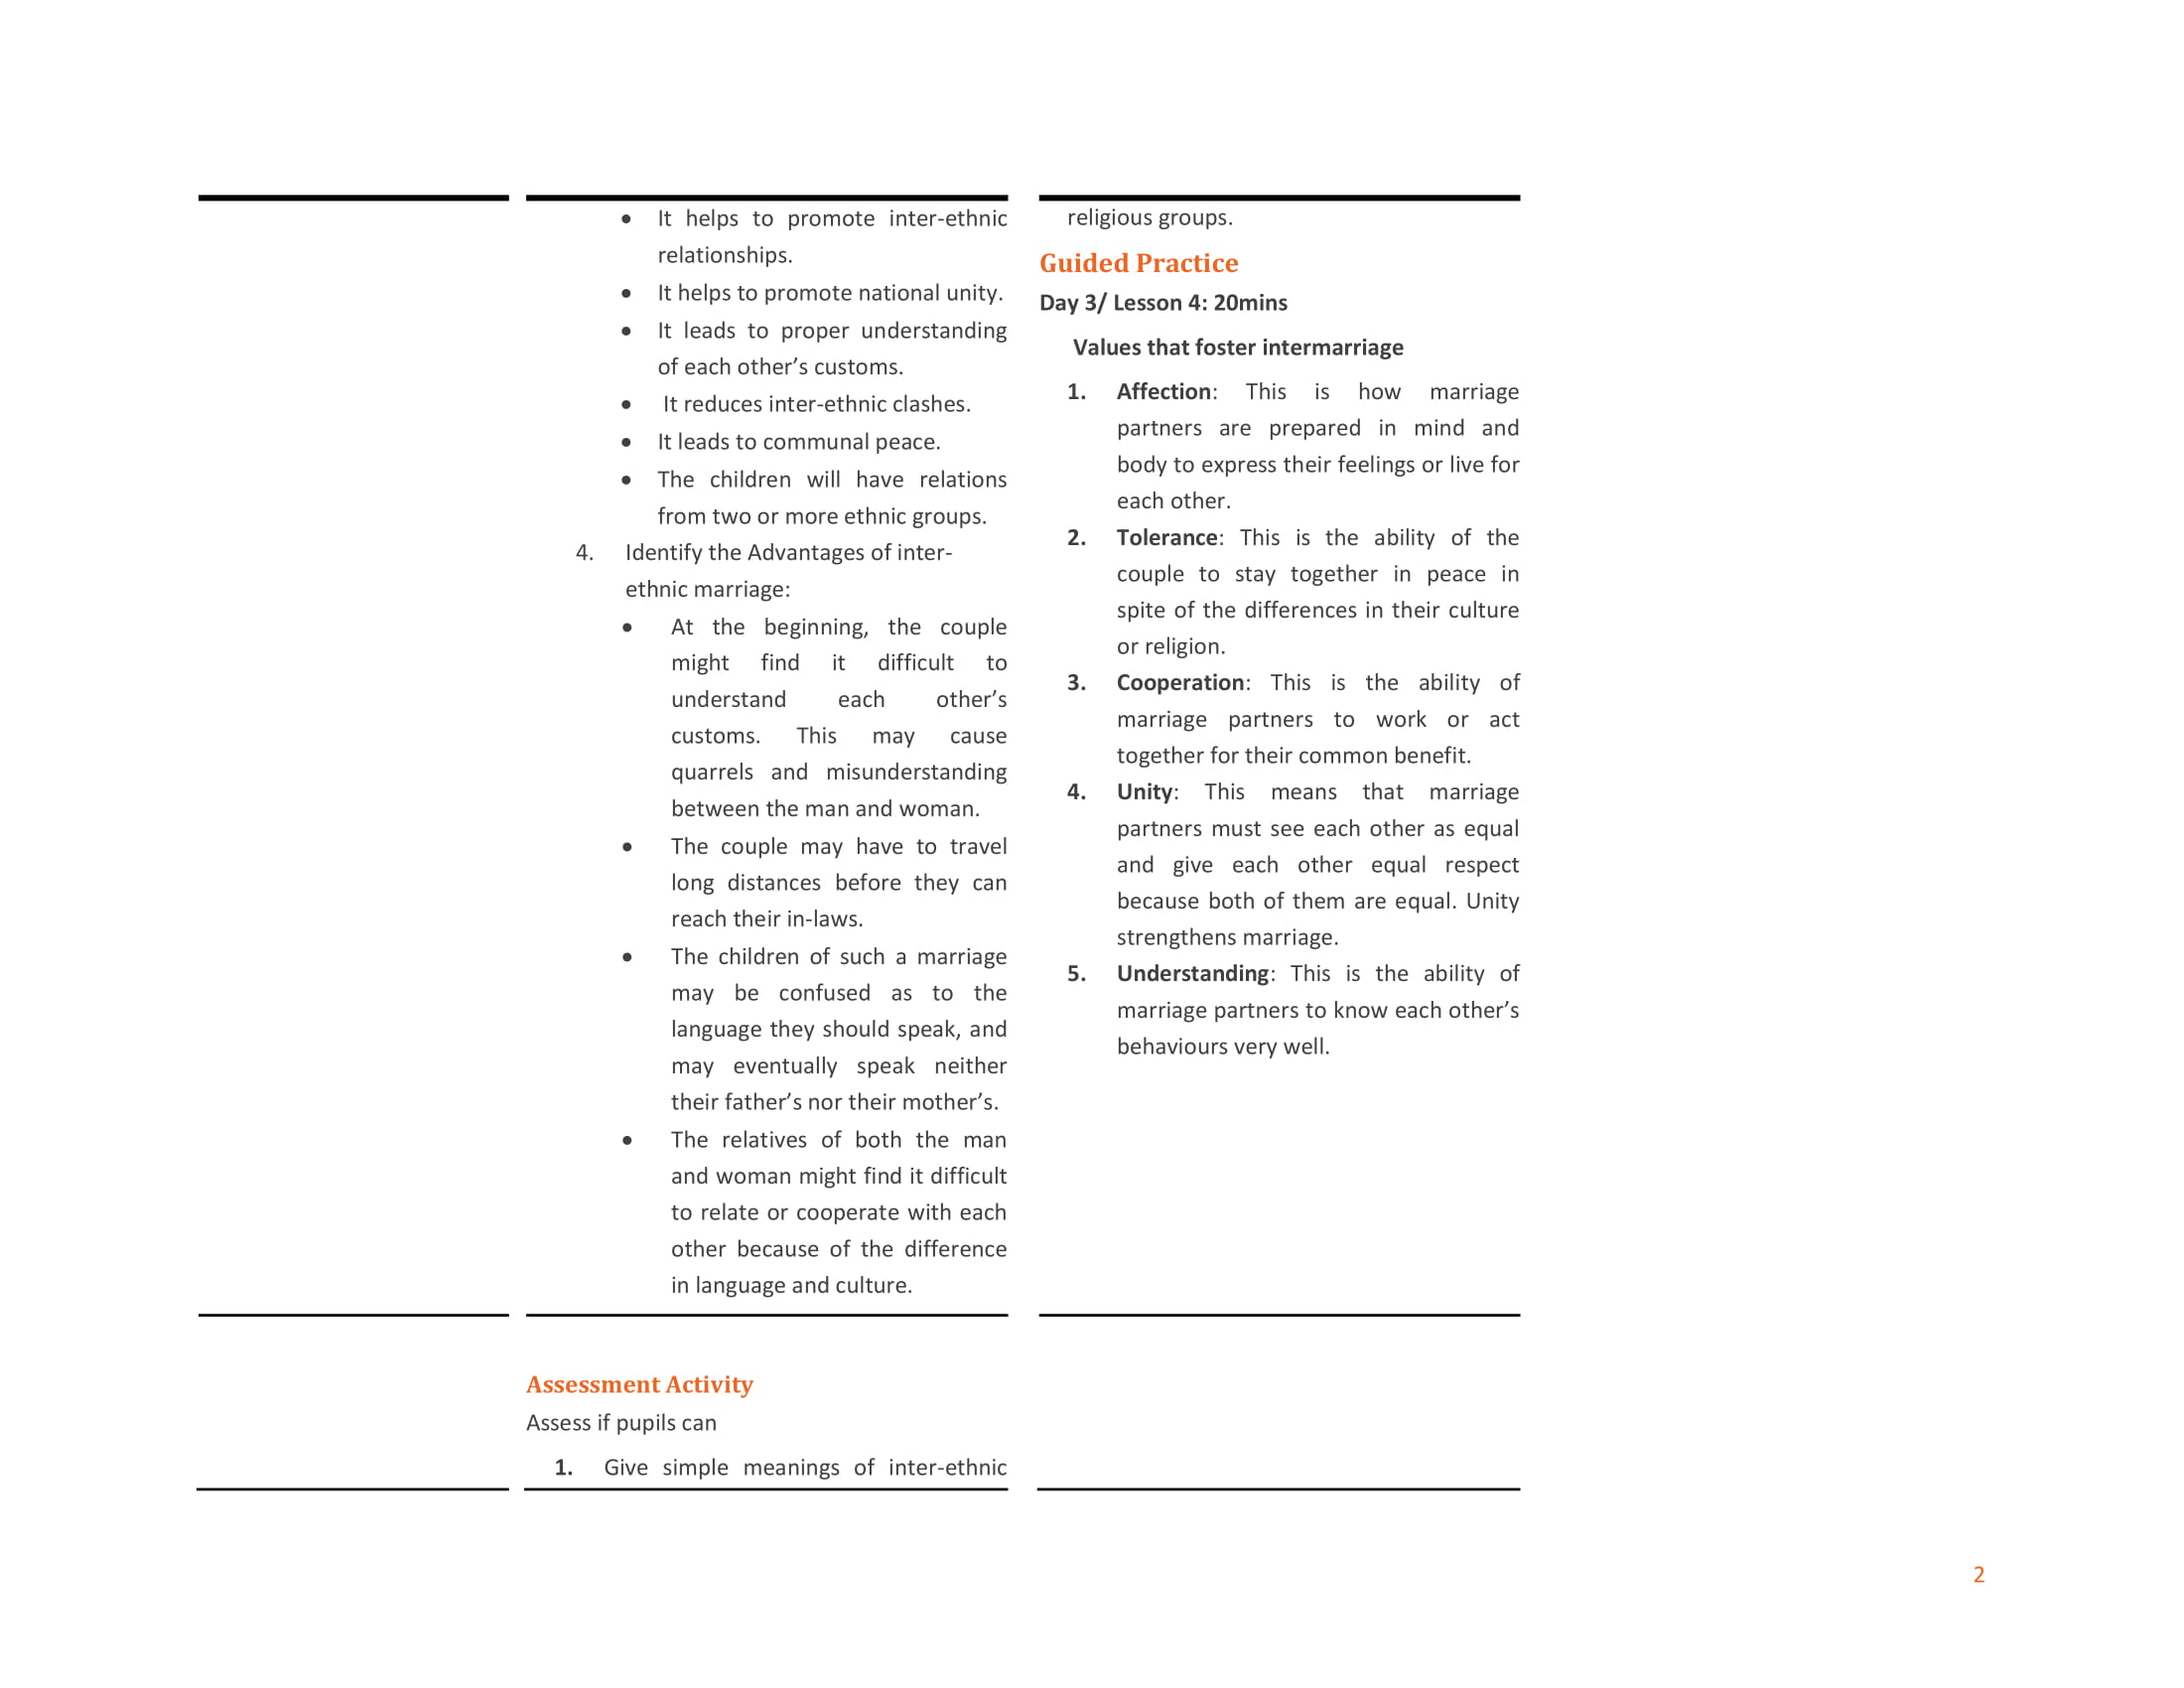 • It helps to promote inter-ethnic
relationships.
• It helps to promote national unity.
• It leads to proper understanding
of each other’s customs.
• It reduces inter-ethnic clashes.
• It leads to communal peace.
• The children will have relations
from two or more ethnic groups.
4. Identify the Advantages of inter-
ethnic marriage:
• At the beginning, the couple
might find it difficult to
understand each other’s
customs. This may cause
quarrels and misunderstanding
between the man and woman.
• The couple may have to travel
long distances before they can
reach their in-laws.
• The children of such a marriage
may be confused as to the
language they should speak, and
may eventually speak neither
their father’s nor their mother’s.
• The relatives of both the man
and woman might find it difficult
to relate or cooperate with each
other because of the difference
in language and culture.
religious groups.
Guided Practice
Day 3/ Lesson 4: 20mins
Values that foster intermarriage
1. Affection: This is how marriage
partners are prepared in mind and
body to express their feelings or live for
each other.
2. Tolerance: This is the ability of the
couple to stay together in peace in
spite of the differences in their culture
or religion.
3. Cooperation: This is the ability of
marriage partners to work or act
together for their common benefit.
4. Unity: This means that marriage
partners must see each other as equal
and give each other equal respect
because both of them are equal. Unity
strengthens marriage.
5. Understanding: This is the ability of
marriage partners to know each other’s
behaviours very well.
Assessment Activity
Assess if pupils can
1. Give simple meanings of inter-ethnic
2